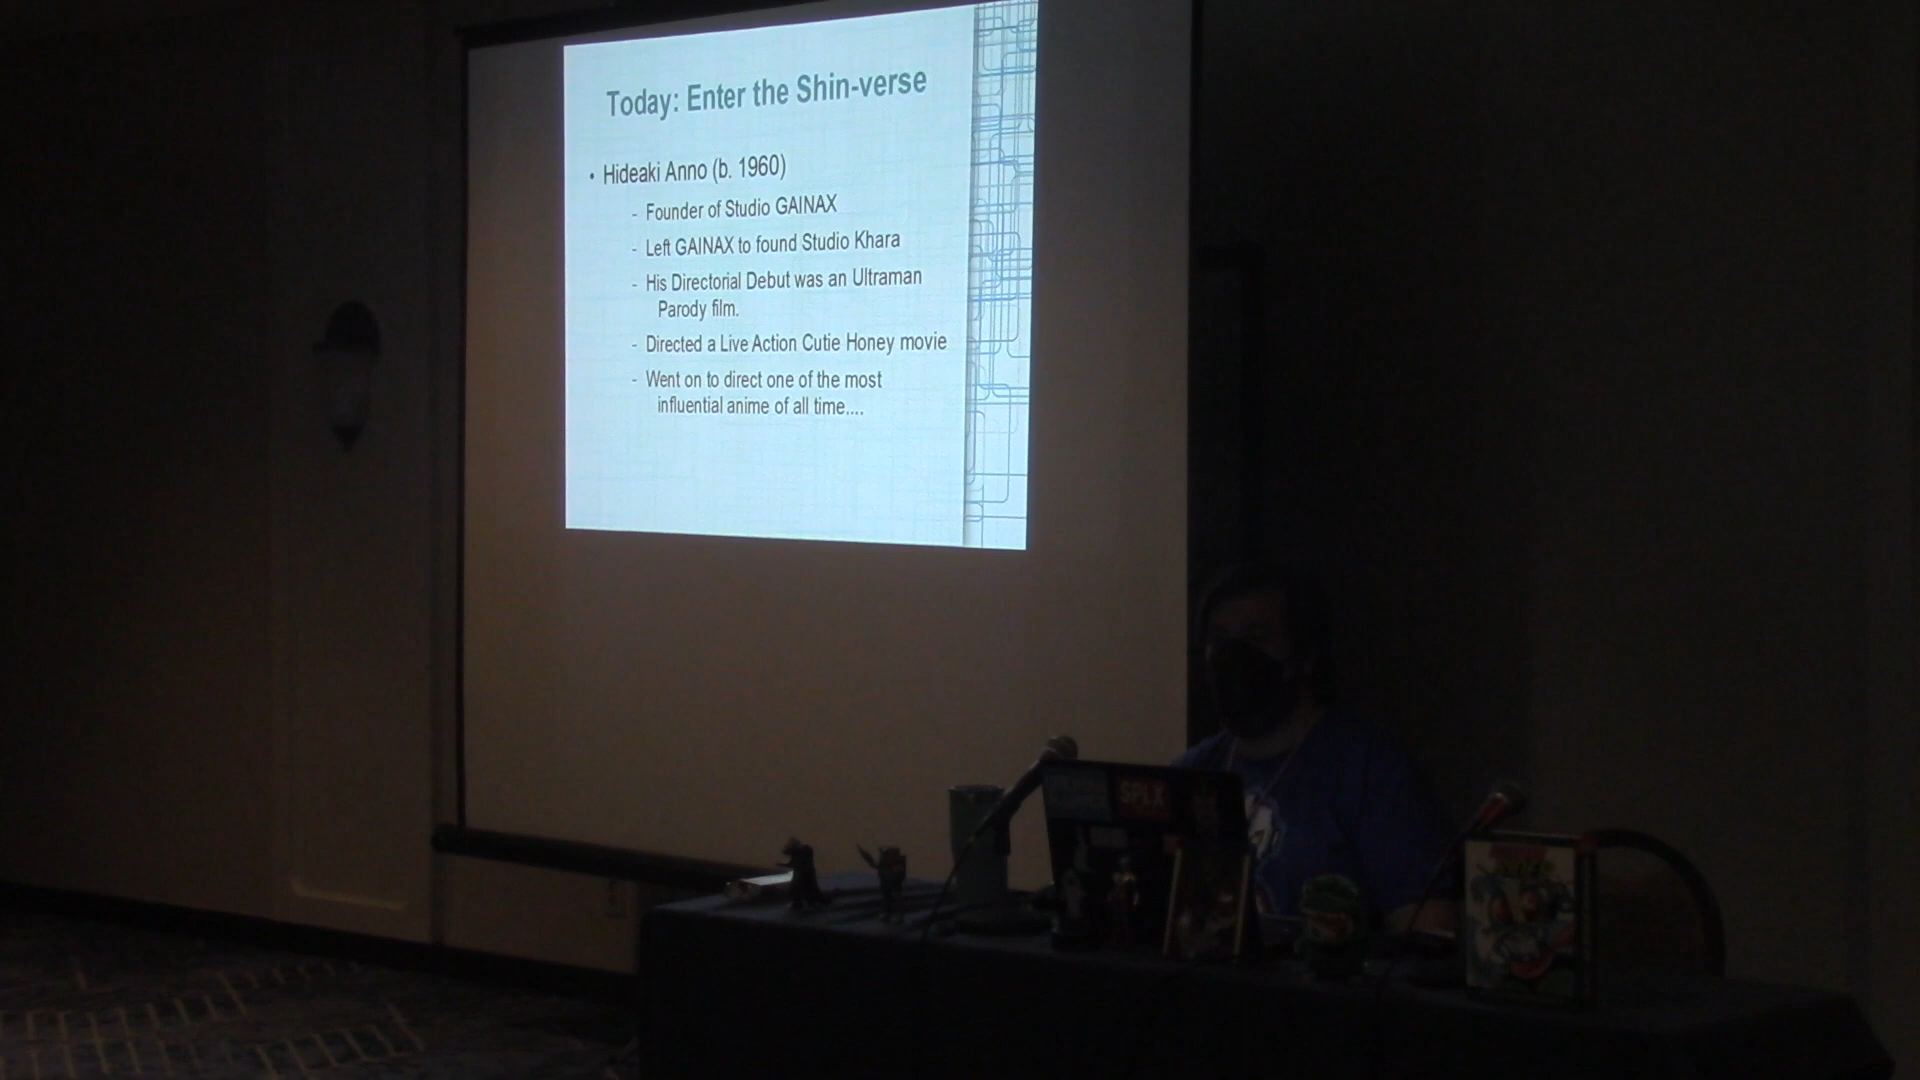 Today: Enter the Shin-verse
• Hideaki Anno (b. 1960)
- Founder of Studio GAINAX
- Left GAINAX to found Studio Khara
- His Directorial Debut was an Ultraman
Parody film.
- Directed a Live Action Cutie Honey movie
- Went on to direct one of the most
influential anime of all time....
SPLX